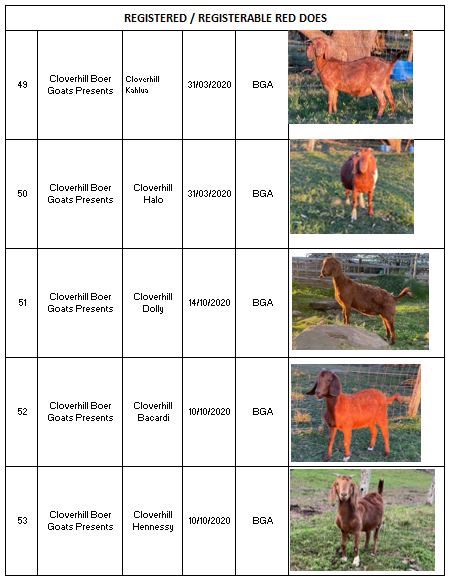 REGISTERED / REGISTERABLE RED DOES
49
Cloverhill Boer
Goats Presents
Cloverhill
Kahlua
31/03/2020
BGA
50
Cloverhill Boer
Goats Presents
Cloverhill
Halo
31/03/2020
BGA
51
Cloverhill Boer
Goats Presents
Cloverhill
Dolly
14/10/2020
BGA
52
Cloverhill Boer
Goats Presents
Cloverhill
Bacardi
10/10/2020
BGA
53
Cloverhill Boer
Goats Presents
Cloverhill
Hennessy
10/10/2020
BGA